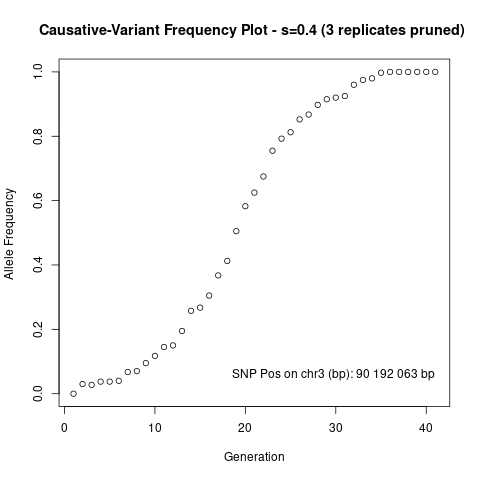 Causative-Variant Frequency Plot - s=0.4 (3 replicates pruned)
Allele Frequency
1.0
0.8
0.6
0.4
0.2
0.0
SNP Pos on chr3 (bp): 90 192 063 bp
0 10 20 30 40
Generation